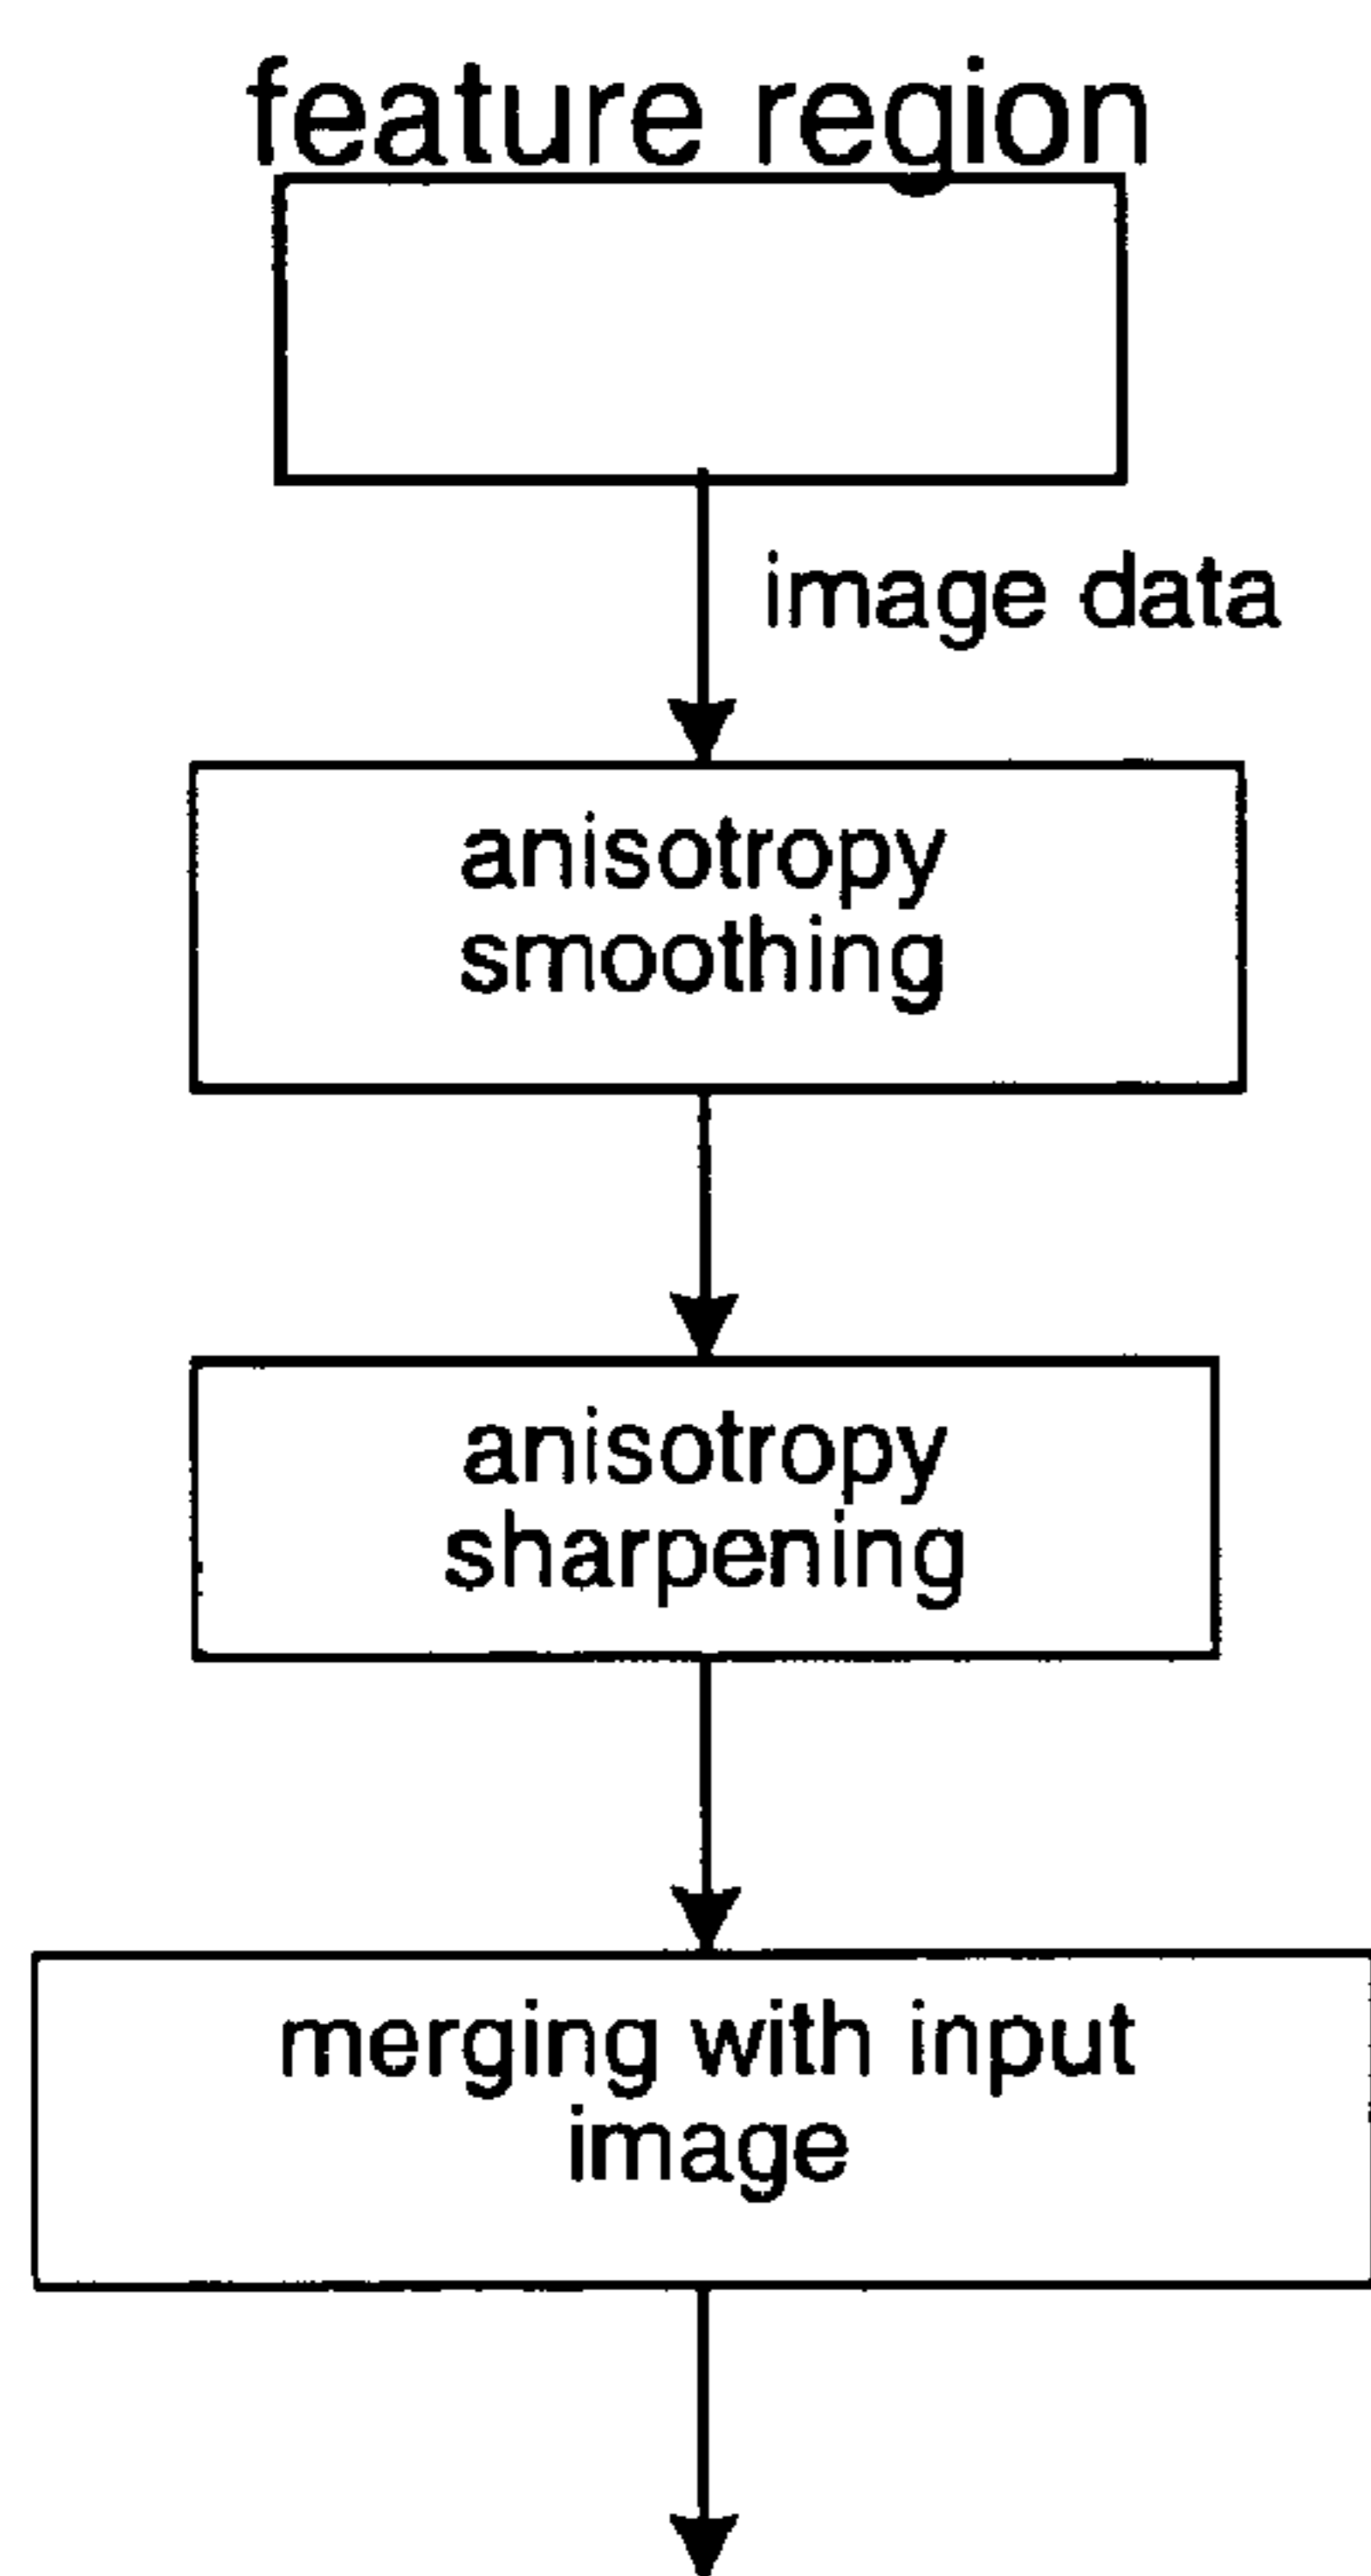 feature region
image data
anisotropy
smoothing
anisotropy
sharpening
merging with input
image